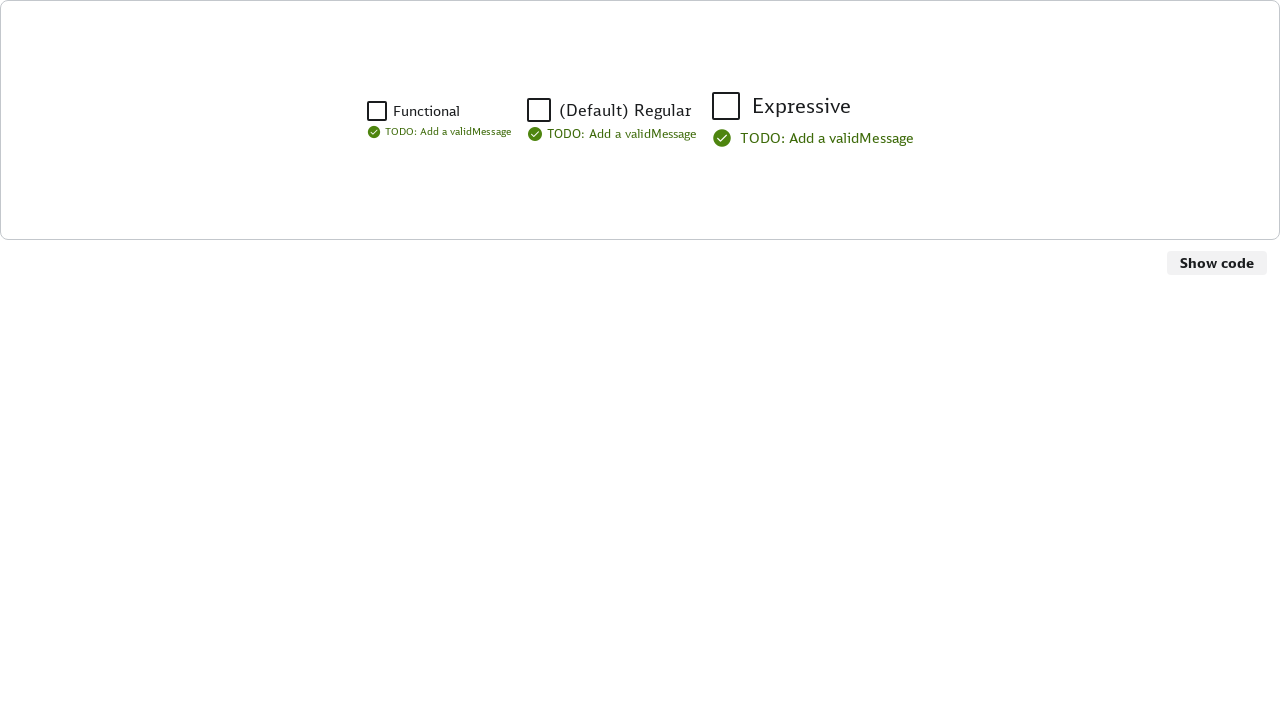 Functional
TODO: Add a validMessage
(Default) Regular
TODO: Add a validMessage
Expressive
TODO: Add a validMessage
Show code